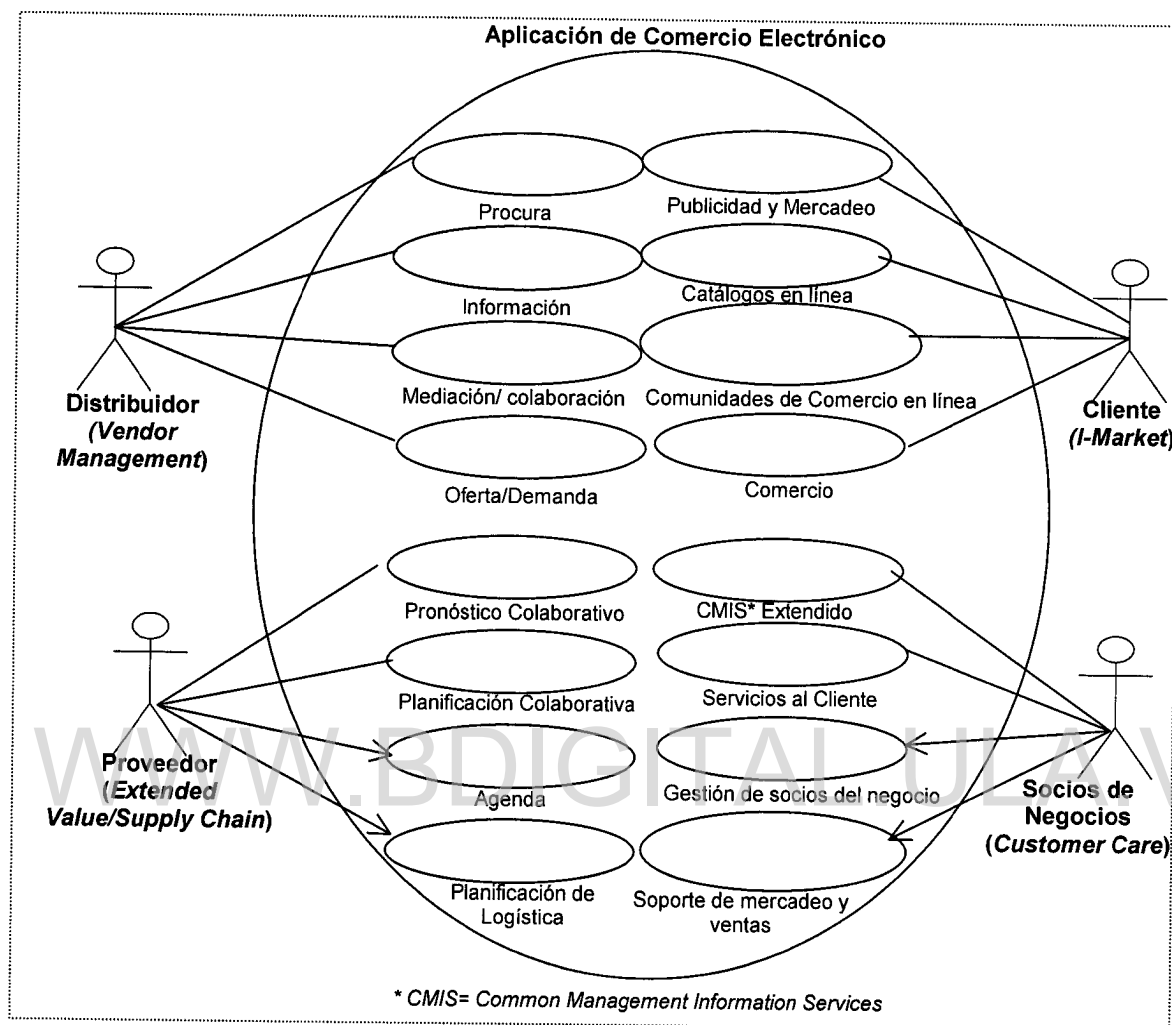 Aplicación de Comercio Electrónico
Procura
Publicidad y Mercadeo
Información
Catálogos en línea
Mediación/ colaboración
Comunidades de Comercio en línea
Distribuidor
(Vendor
Management)
Cliente
(I-Market)
Oferta/Demanda
Comercio
Pronóstico Colaborativo
CMIS* Extendido
Planificación Colaborativa
Servicios al Cliente
Proveedor
(Extended
Value/Supply Chain)
Agenda
Gestión de socios del negocio
Socios de
Negocios
(Customer Care)
Planificación de
Logística
Soporte de mercadeo y
ventas
* CMIS= Common Management Information Services
WWW.BDIGITAL.ULA.V